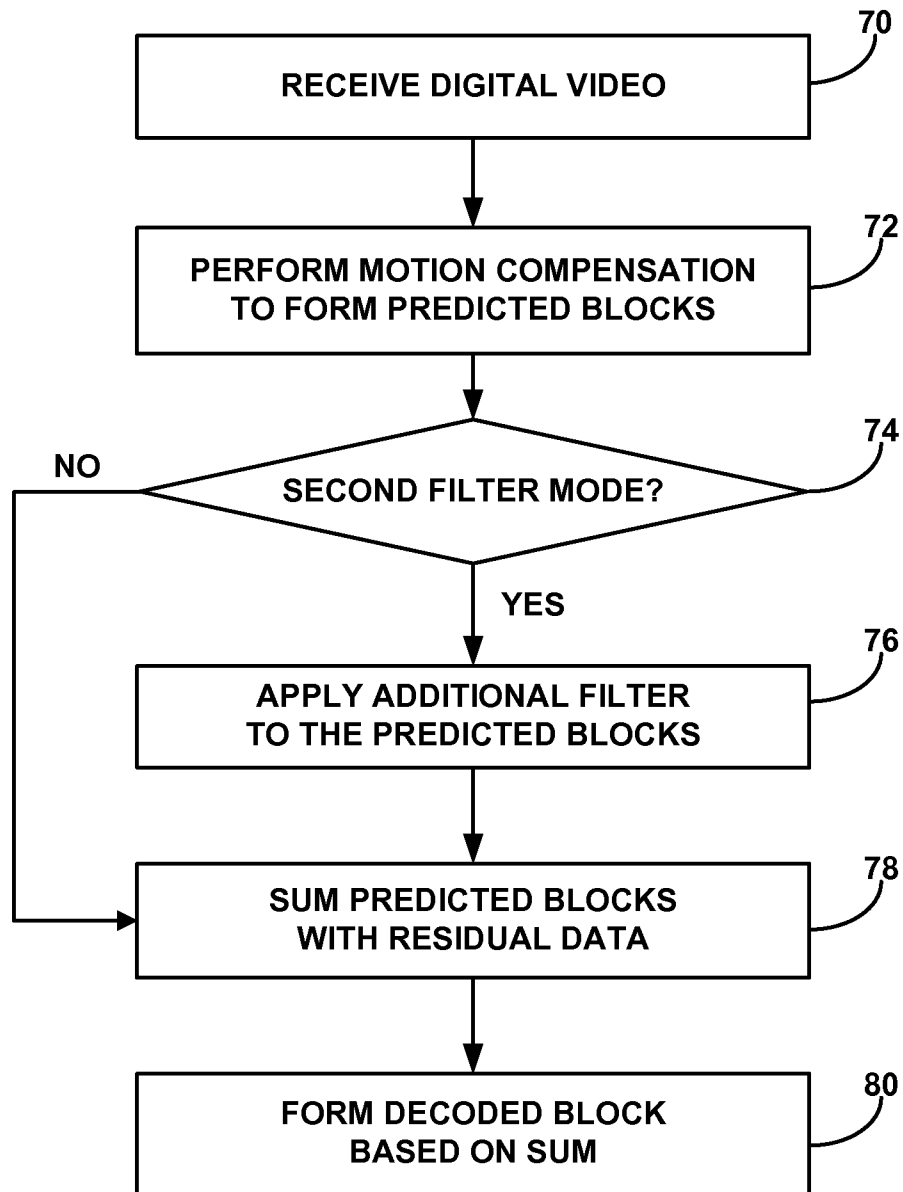 70
RECEIVE DIGITAL VIDEO
72
PERFORM MOTION COMPENSATION
TO FORM PREDICTED BLOCKS
74
NO
SECOND FILTER MODE?
YES
76
APPLY ADDITIONAL FILTER
TO THE PREDICTED BLOCKS
78
SUM PREDICTED BLOCKS
WITH RESIDUAL DATA
80
FORM DECODED BLOCK
BASED ON SUM